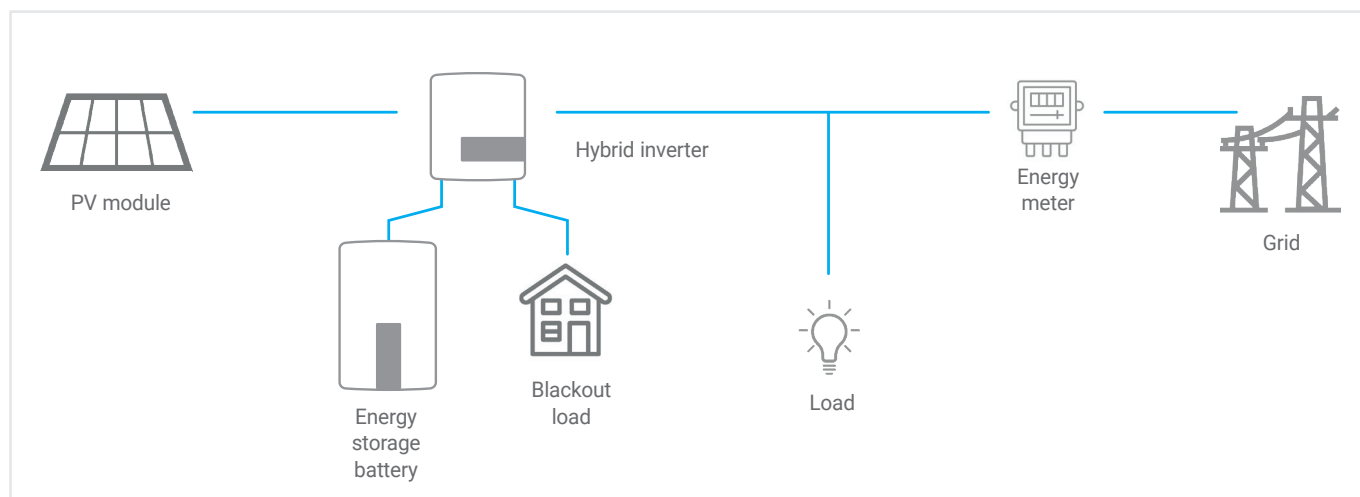 PV module
Hybrid inverter
Energy
storage
battery
Blackout
load
Load
Energy
meter
Grid